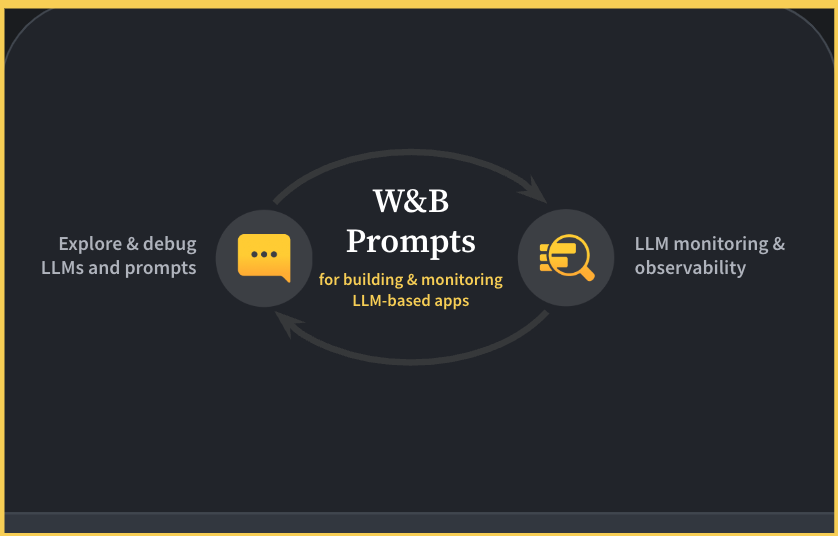 W&B
Prompts
for building & monitoring
LLM-based apps
Explore & debug
LLMs and prompts
LLM monitoring &
observability